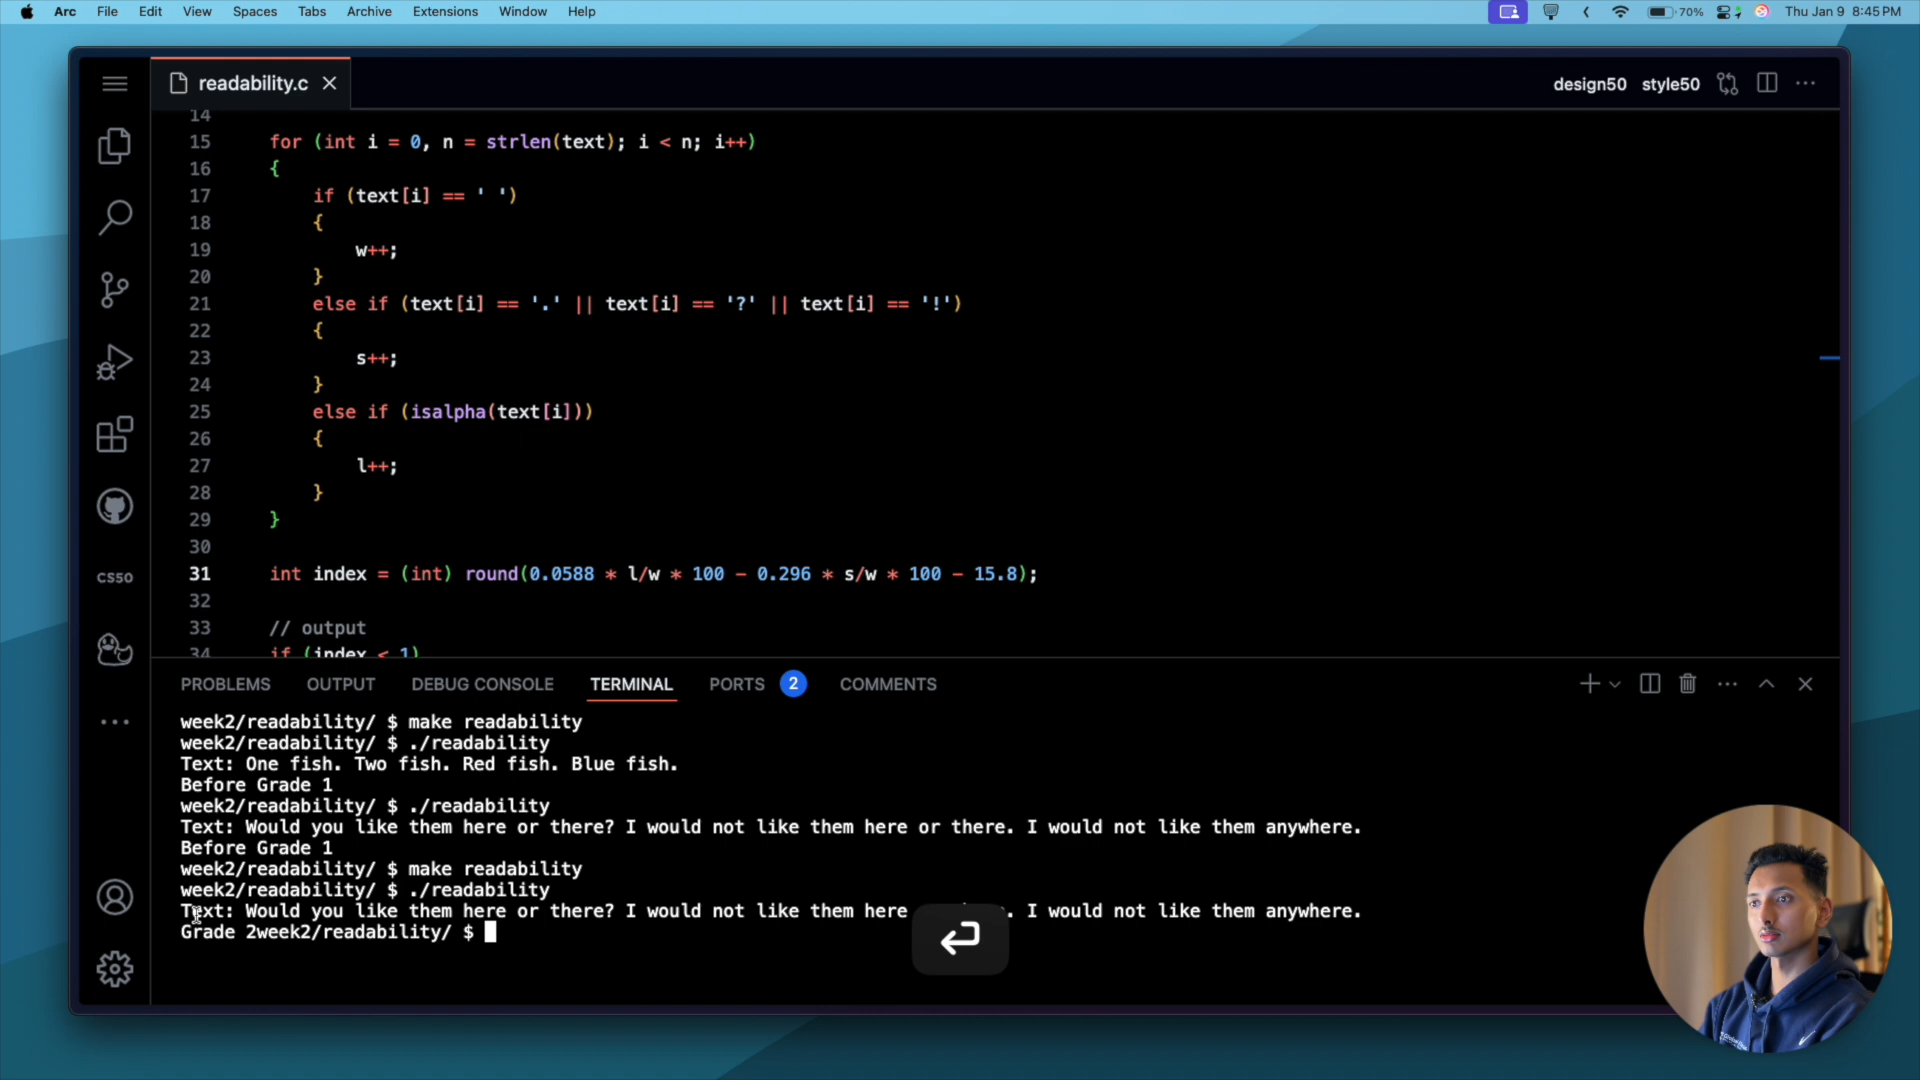 Arc File Edit View Spaces Tabs Archive Extensions Window Help 70% Thu Jan 9 8:45 PM
readability.c design50 style50
14
15 for (int i = 0, n = strlen(text); i < n; i++)
16 {
17 if (text[i] == ' ')
18 {
19 w++;
20 }
21 else if (text[i] == '.' || text[i] == '?' || text[i] == '!')
22 {
23 s++;
24 }
25 else if (isalpha(text[i]))
26 {
27 l++;
28 }
29 }
30
31 int index = (int) round(0.0588 * l/w * 100 - 0.296 * s/w * 100 - 15.8);
32
33 // output
34 if (index < 1)
CS50
PROBLEMS OUTPUT DEBUG CONSOLE TERMINAL PORTS 2 COMMENTS
week2/readability/ $ make readability
week2/readability/ $ ./readability
Text: One fish. Two fish. Red fish. Blue fish.
Before Grade 1
week2/readability/ $ ./readability
Text: Would you like them here or there? I would not like them here or there. I would not like them anywhere.
Before Grade 1
week2/readability/ $ make readability
week2/readability/ $ ./readability
Text: Would you like them here or there? I would not like them here . I would not like them anywhere.
Grade 2week2/readability/ $